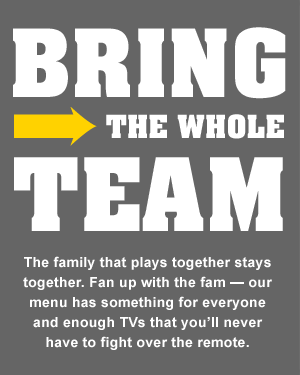 BRING
THE WHOLE
TEAM
The family that plays together stays
together. Fan up with the fam — our
menu has something for everyone
and enough TVs that you’ll never
have to fight over the remote.